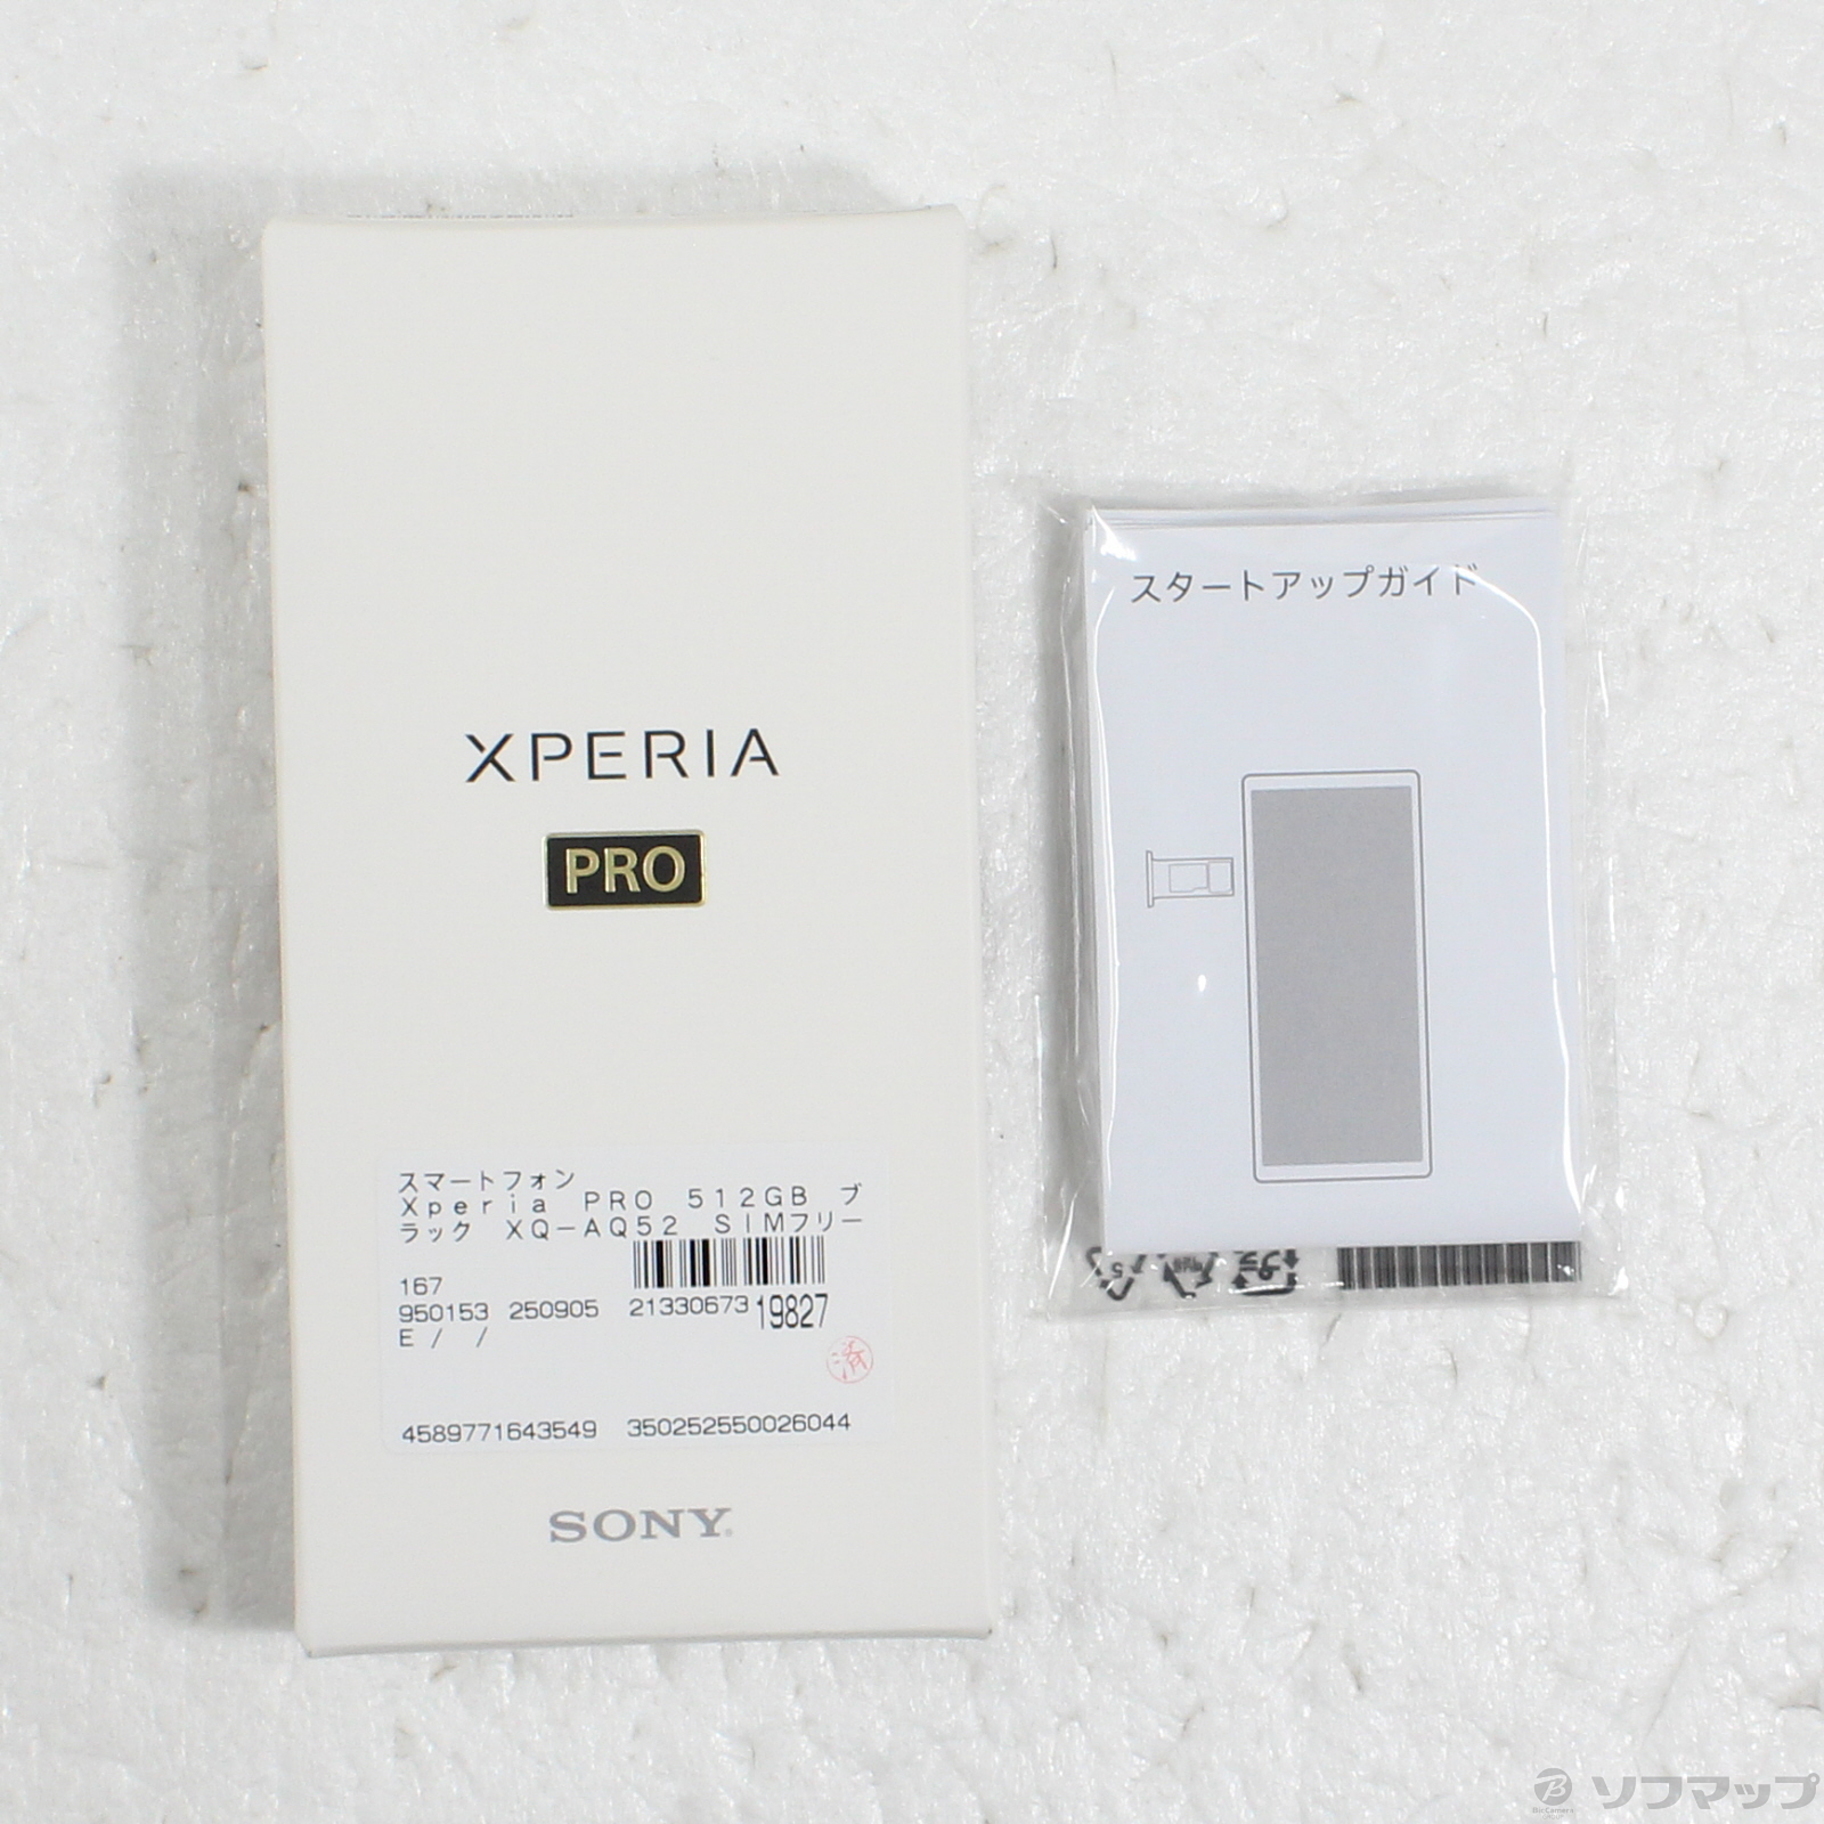 XPERIA
PRO
スマートフォン
Xperia PRO 512GB ブ
ラック XQ-AQ52 SIMフリー
167
950153 250905 21330673 19827
E / /
済
4589771643549 350252550026044
SONY
スタートアップガイド
BicCamera
ソフマップ